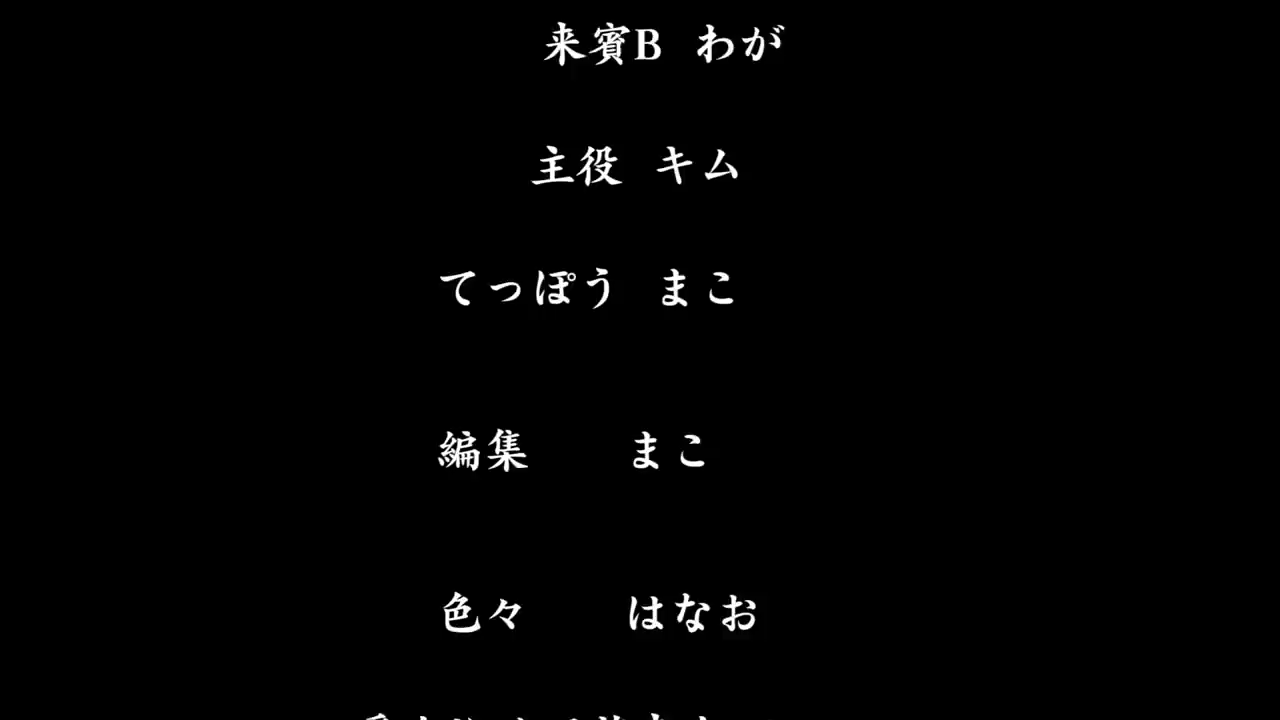 来賓B わが
主役 キム
てっぽう まこ
編集 まこ
色々 はなお